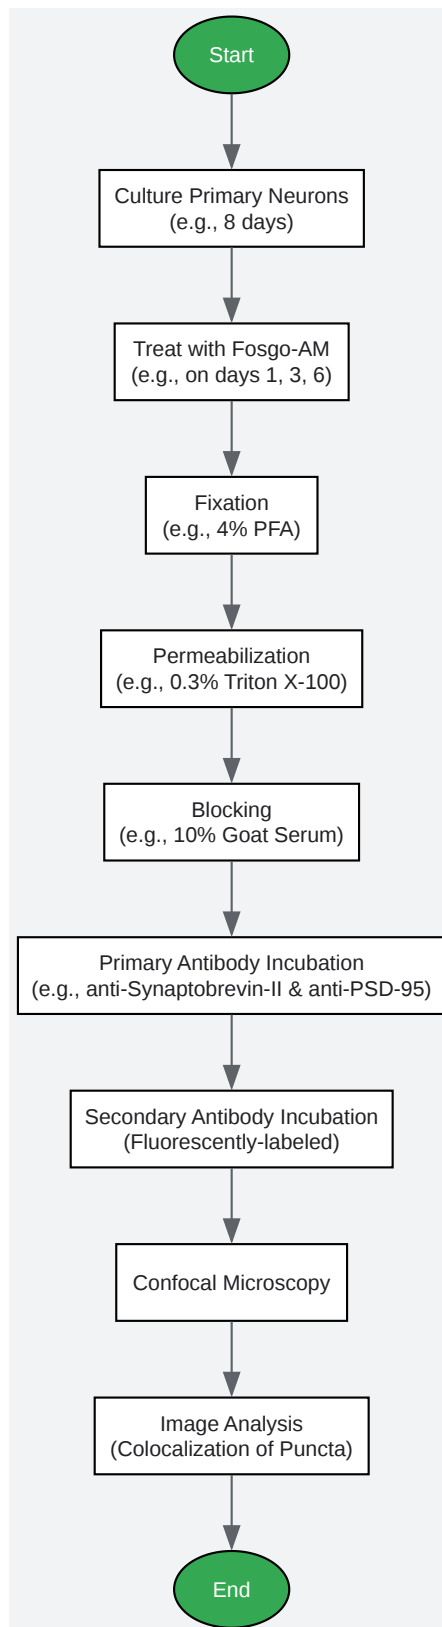 Start
Culture Primary Neurons
(e.g., 8 days)
Treat with Fosgo-AM
(e.g., on days 1, 3, 6)
Fixation
(e.g., 4% PFA)
Permeabilization
(e.g., 0.3% Triton X-100)
Blocking
(e.g., 10% Goat Serum)
Primary Antibody Incubation
(e.g., anti-Synaptobrevin-II & anti-PSD-95)
Secondary Antibody Incubation
(Fluorescently-labeled)
Confocal Microscopy
Image Analysis
(Colocalization of Puncta)
End